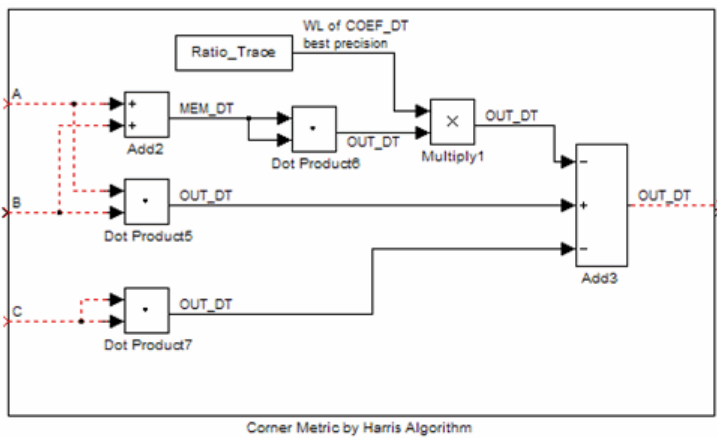 WL of COEF_DT
best precision
Ratio_Trace
A
+
+
MEM_DT
Add2
.
OUT_DT
Dot Product6
×
OUT_DT
Multiply1
B
.
OUT_DT
Dot Product5
−
+
−
OUT_DT
Add3
C
.
OUT_DT
Dot Product7
Corner Metric by Harris Algorithm